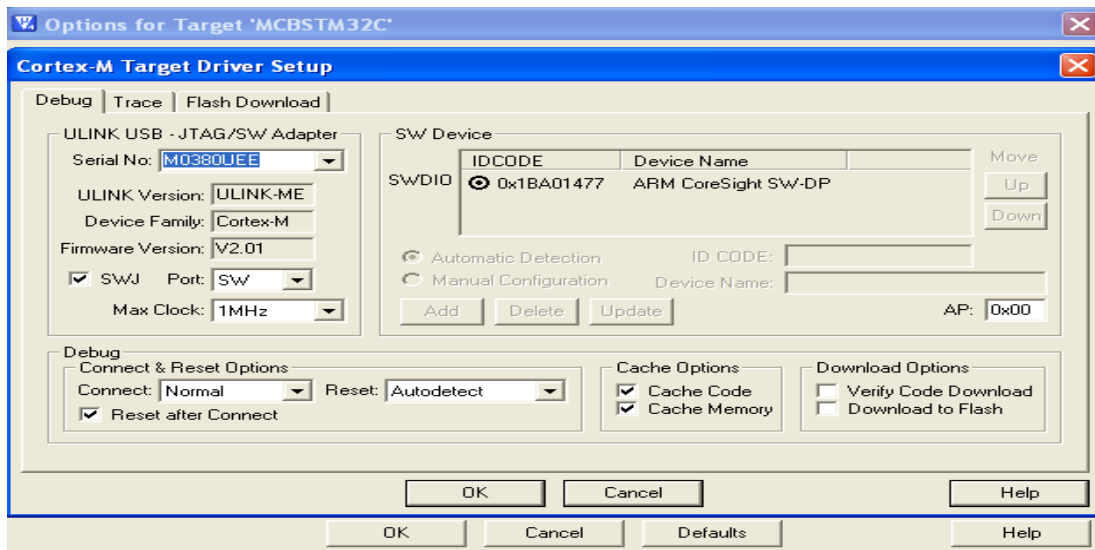 Options for Target 'MCBSTM32C'
Cortex-M Target Driver Setup
Debug Trace Flash Download
ULINK USB - JTAG/SW Adapter
Serial No: M0380UEE
ULINK Version: ULINK-ME
Device Family: Cortex-M
Firmware Version: V2.01
SWJ Port: SW
Max Clock: 1MHz
SW Device
IDCODE Device Name
SWDIO 0x1BA01477 ARM CoreSight SW-DP
Move
Up
Down
Automatic Detection
Manual Configuration
ID CODE:
Device Name:
Add Delete Update
AP: 0x00
Debug
Connect & Reset Options
Connect: Normal Reset: Autodetect
Reset after Connect
Cache Options
Cache Code
Cache Memory
Download Options
Verify Code Download
Download to Flash
OK Cancel Help
OK Cancel Defaults Help